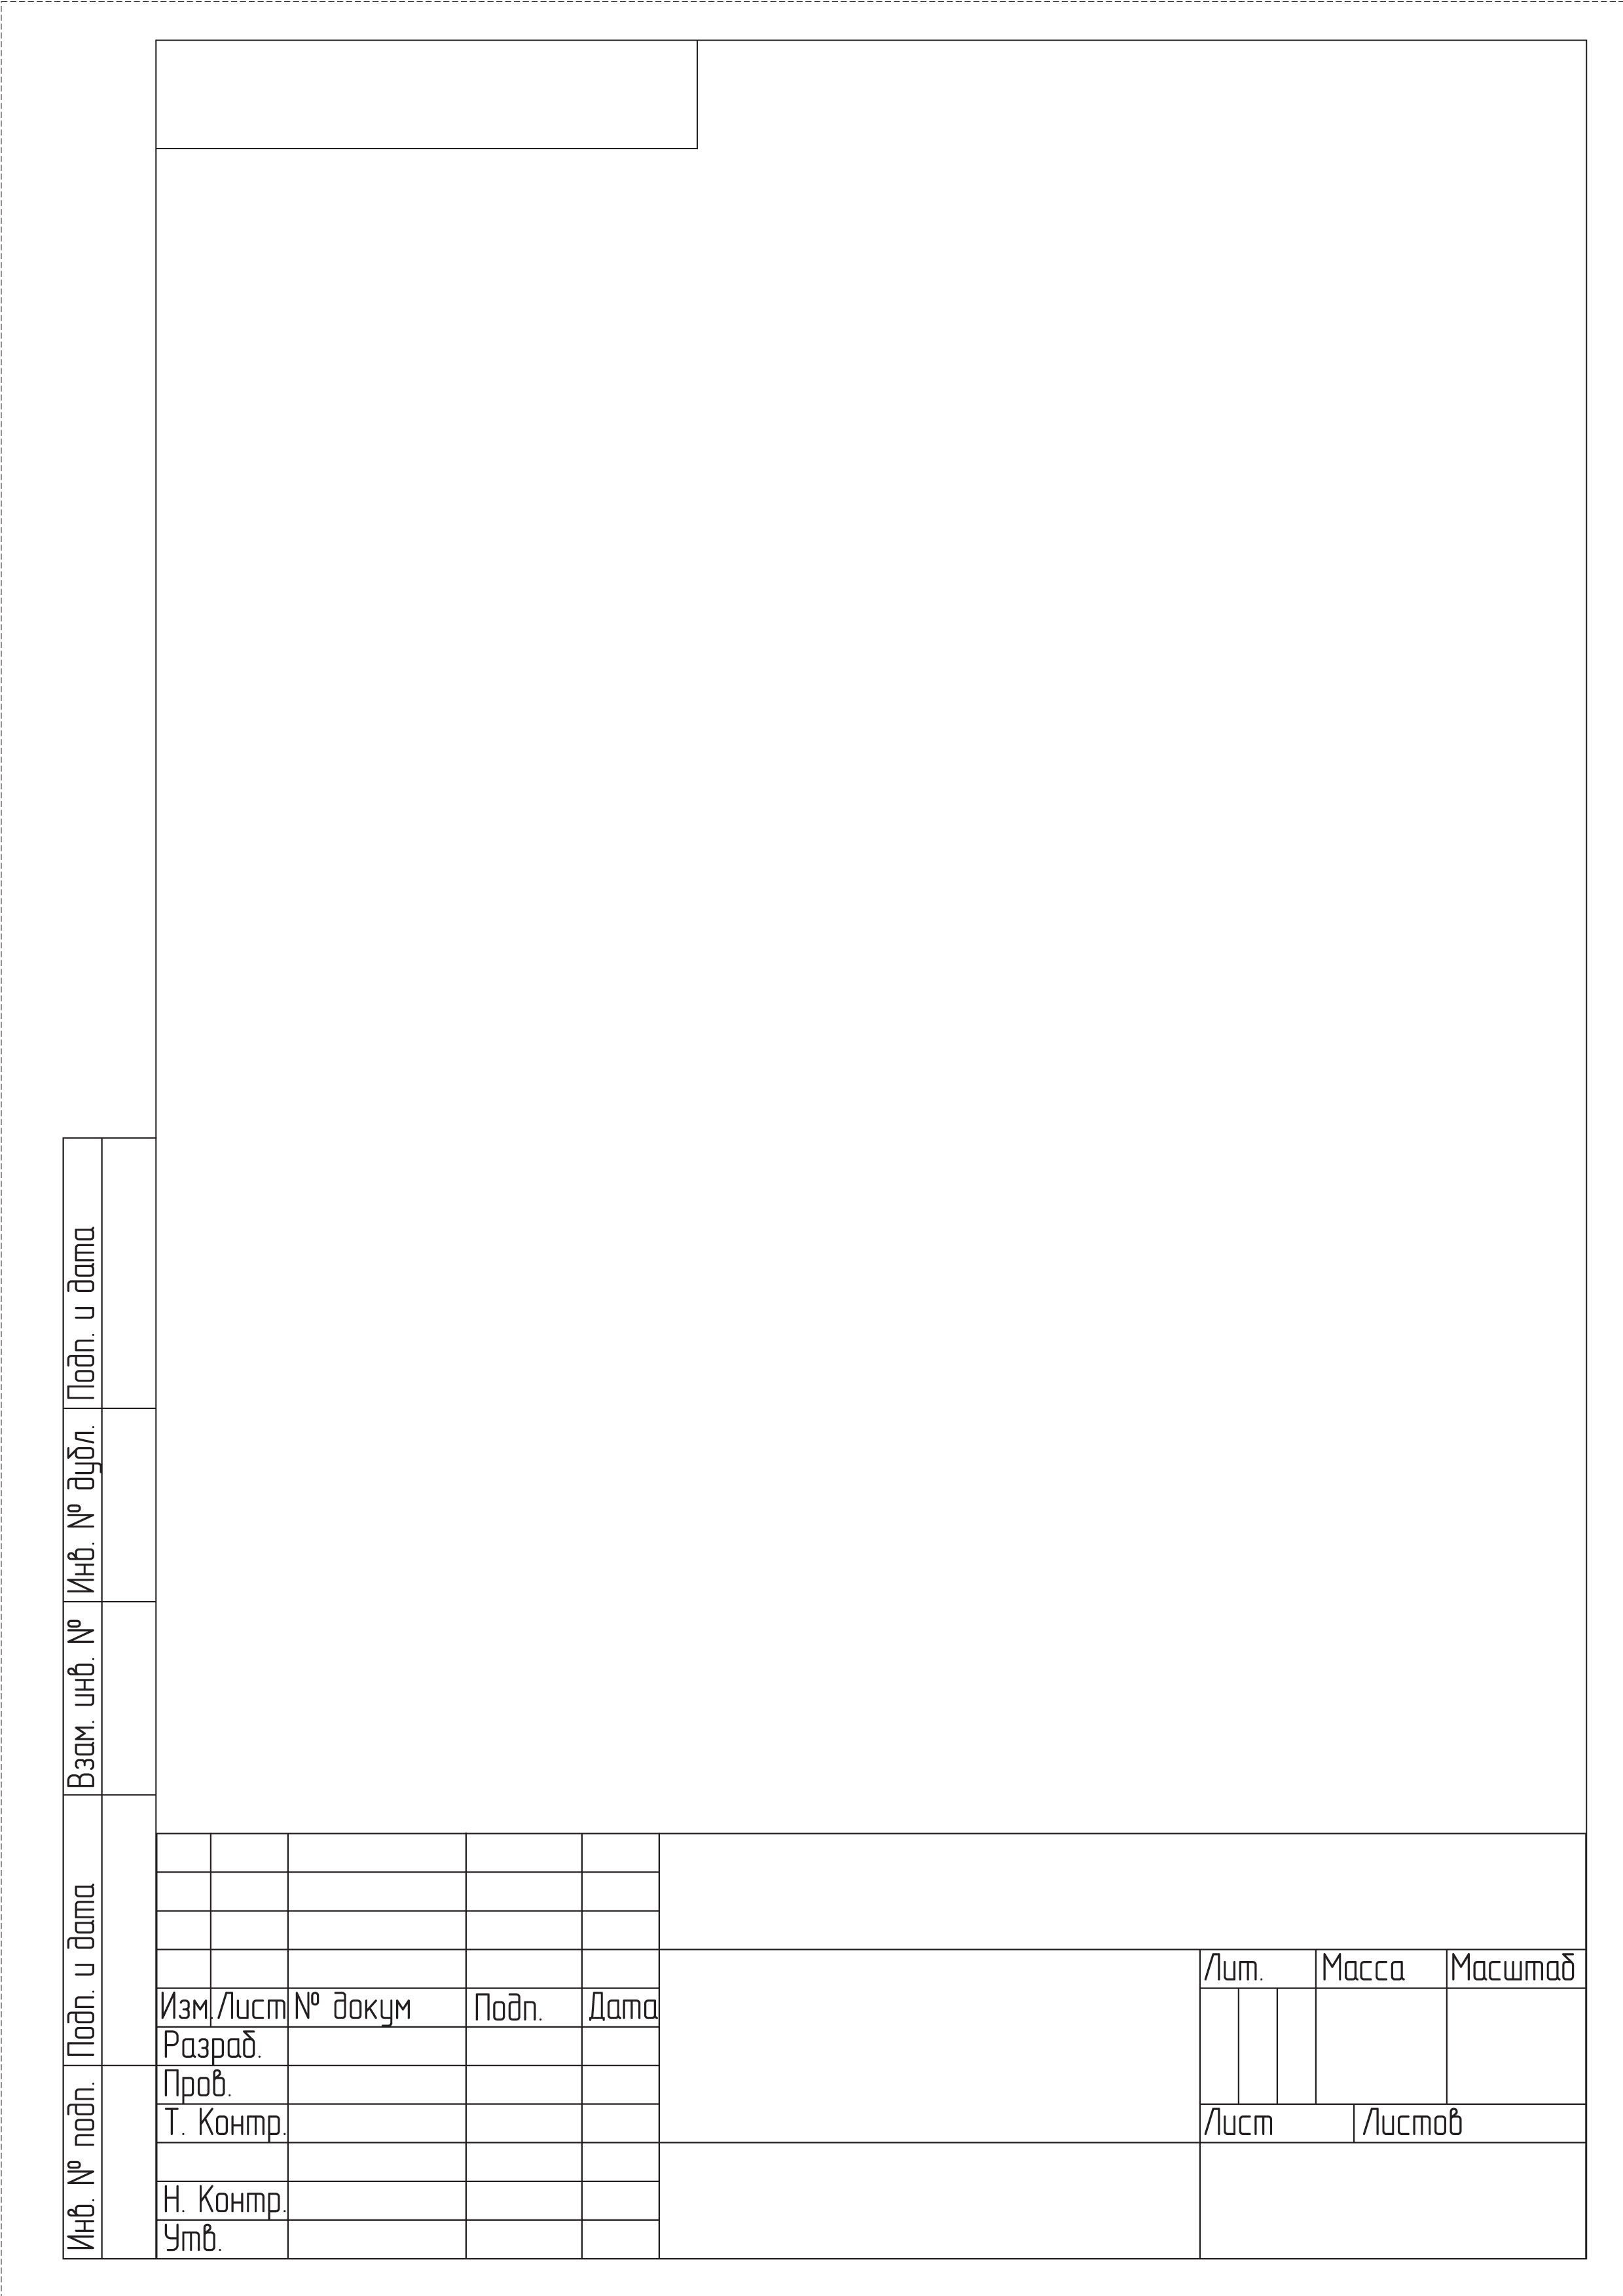 Подп. и дата
Инв. № дубл.
Взам. инв. №
Подп. и дата
Инв. № подп.
Лит. Масса Масштаб
Изм. Лист № докум Подп. Дата
Разраб.
Пров.
Т. Контр. Лист Листов
Н. Контр.
Утв.